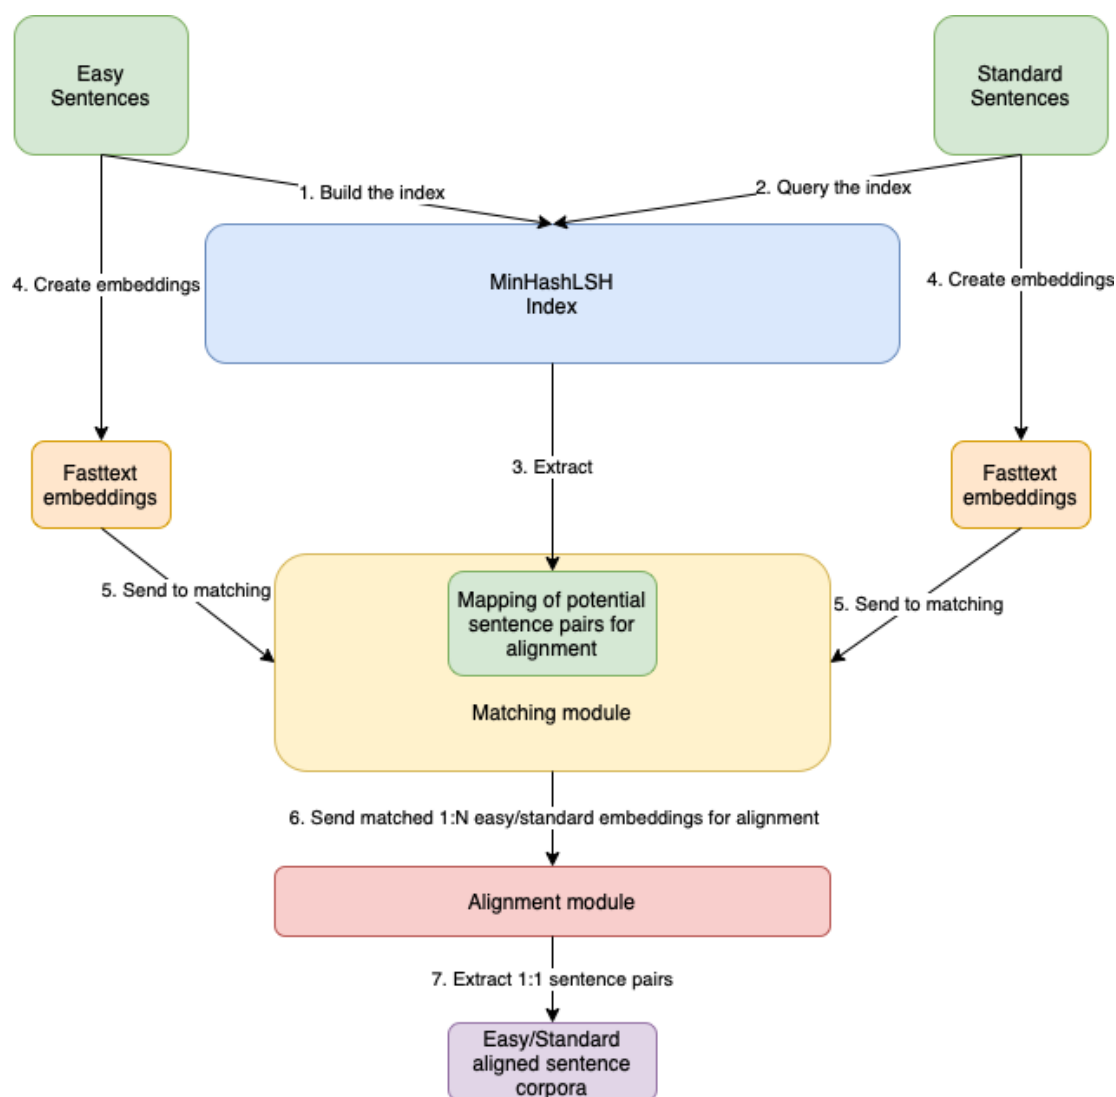 Easy
Sentences
Standard
Sentences
1. Build the index
2. Query the index
4. Create embeddings
MinHashLSH
Index
4. Create embeddings
3. Extract
Fasttext
embeddings
Fasttext
embeddings
5. Send to matching
Mapping of potential
sentence pairs for
alignment
5. Send to matching
Matching module
6. Send matched 1:N easy/standard embeddings for alignment
Alignment module
7. Extract 1:1 sentence pairs
Easy/Standard
aligned sentence
corpora